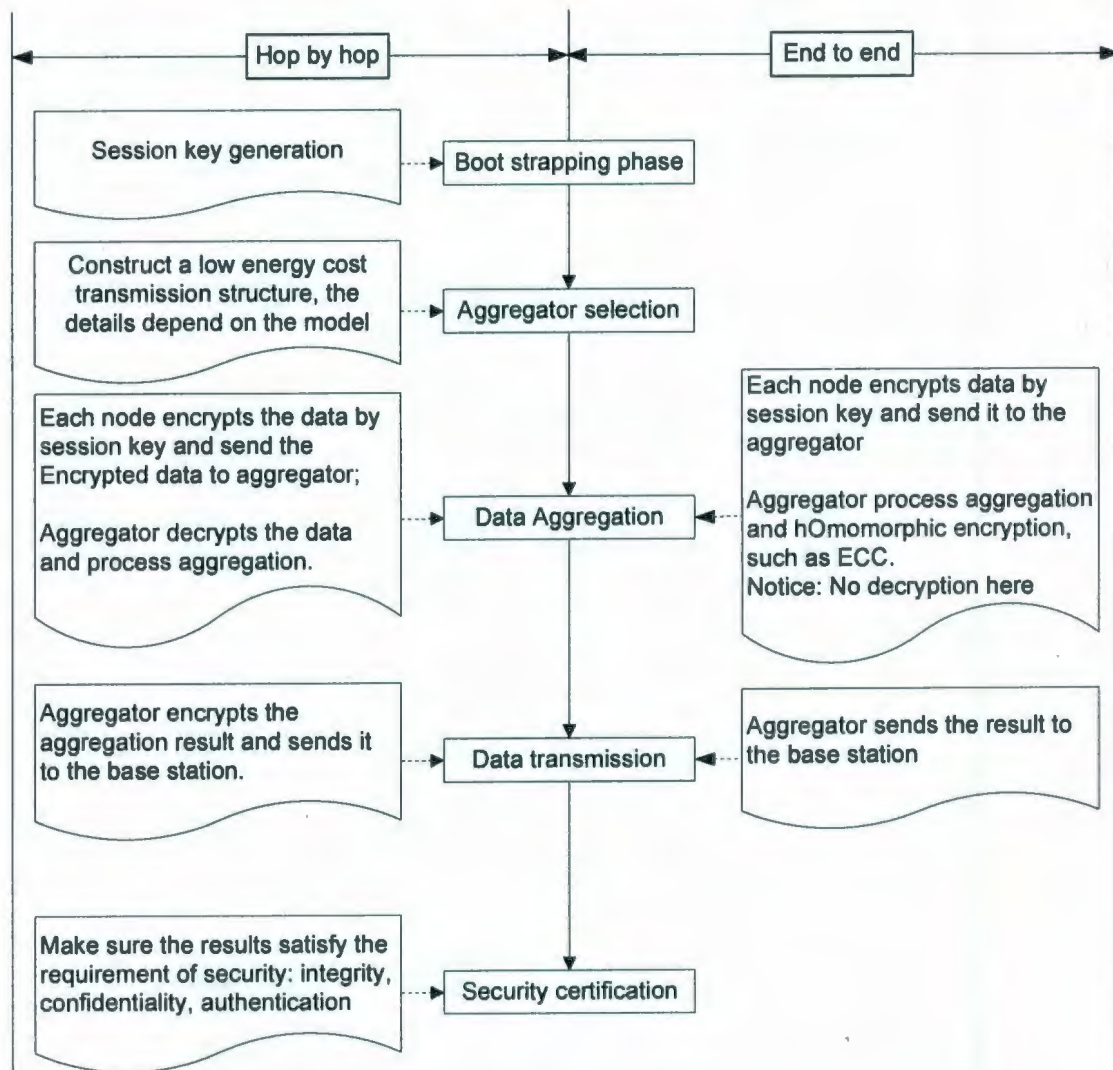 Hop by hop
End to end
Session key generation
Boot strapping phase
Construct a low energy cost
transmission structure, the
details depend on the model
Aggregator selection
Each node encrypts the data by
session key and send the
Encrypted data to aggregator;
Aggregator decrypts the data
and process aggregation.
Data Aggregation
Each node encrypts data by
session key and send it to the
aggregator
Aggregator process aggregation
and hOmomorphic encryption,
such as ECC.
Notice: No decryption here
Aggregator encrypts the
aggregation result and sends it
to the base station.
Data transmission
Aggregator sends the result to
the base station
Make sure the results satisfy the
requirement of security: integrity,
confidentiality, authentication
Security certification